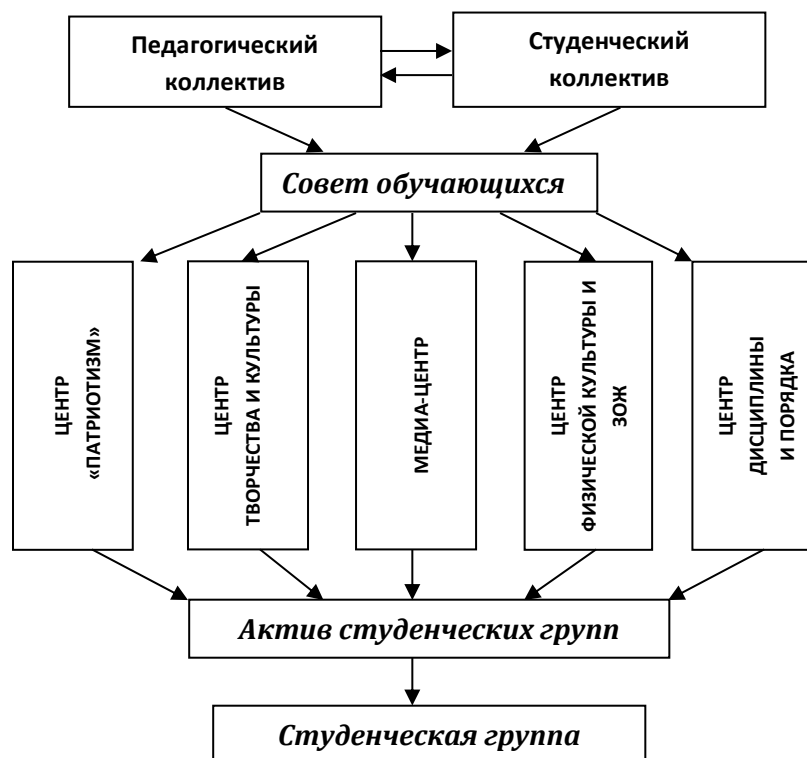 Педагогический
коллектив
Студенческий
коллектив
Совет обучающихся
ЦЕНТР
«ПАТРИОТИЗМ»
ЦЕНТР
ТВОРЧЕСТВА И КУЛЬТУРЫ
МЕДИА-ЦЕНТР
ЦЕНТР
ФИЗИЧЕСКОЙ КУЛЬТУРЫ И
ЗОЖ
ЦЕНТР
ДИСЦИПЛИНЫ
И ПОРЯДКА
Актив студенческих групп
Студенческая группа